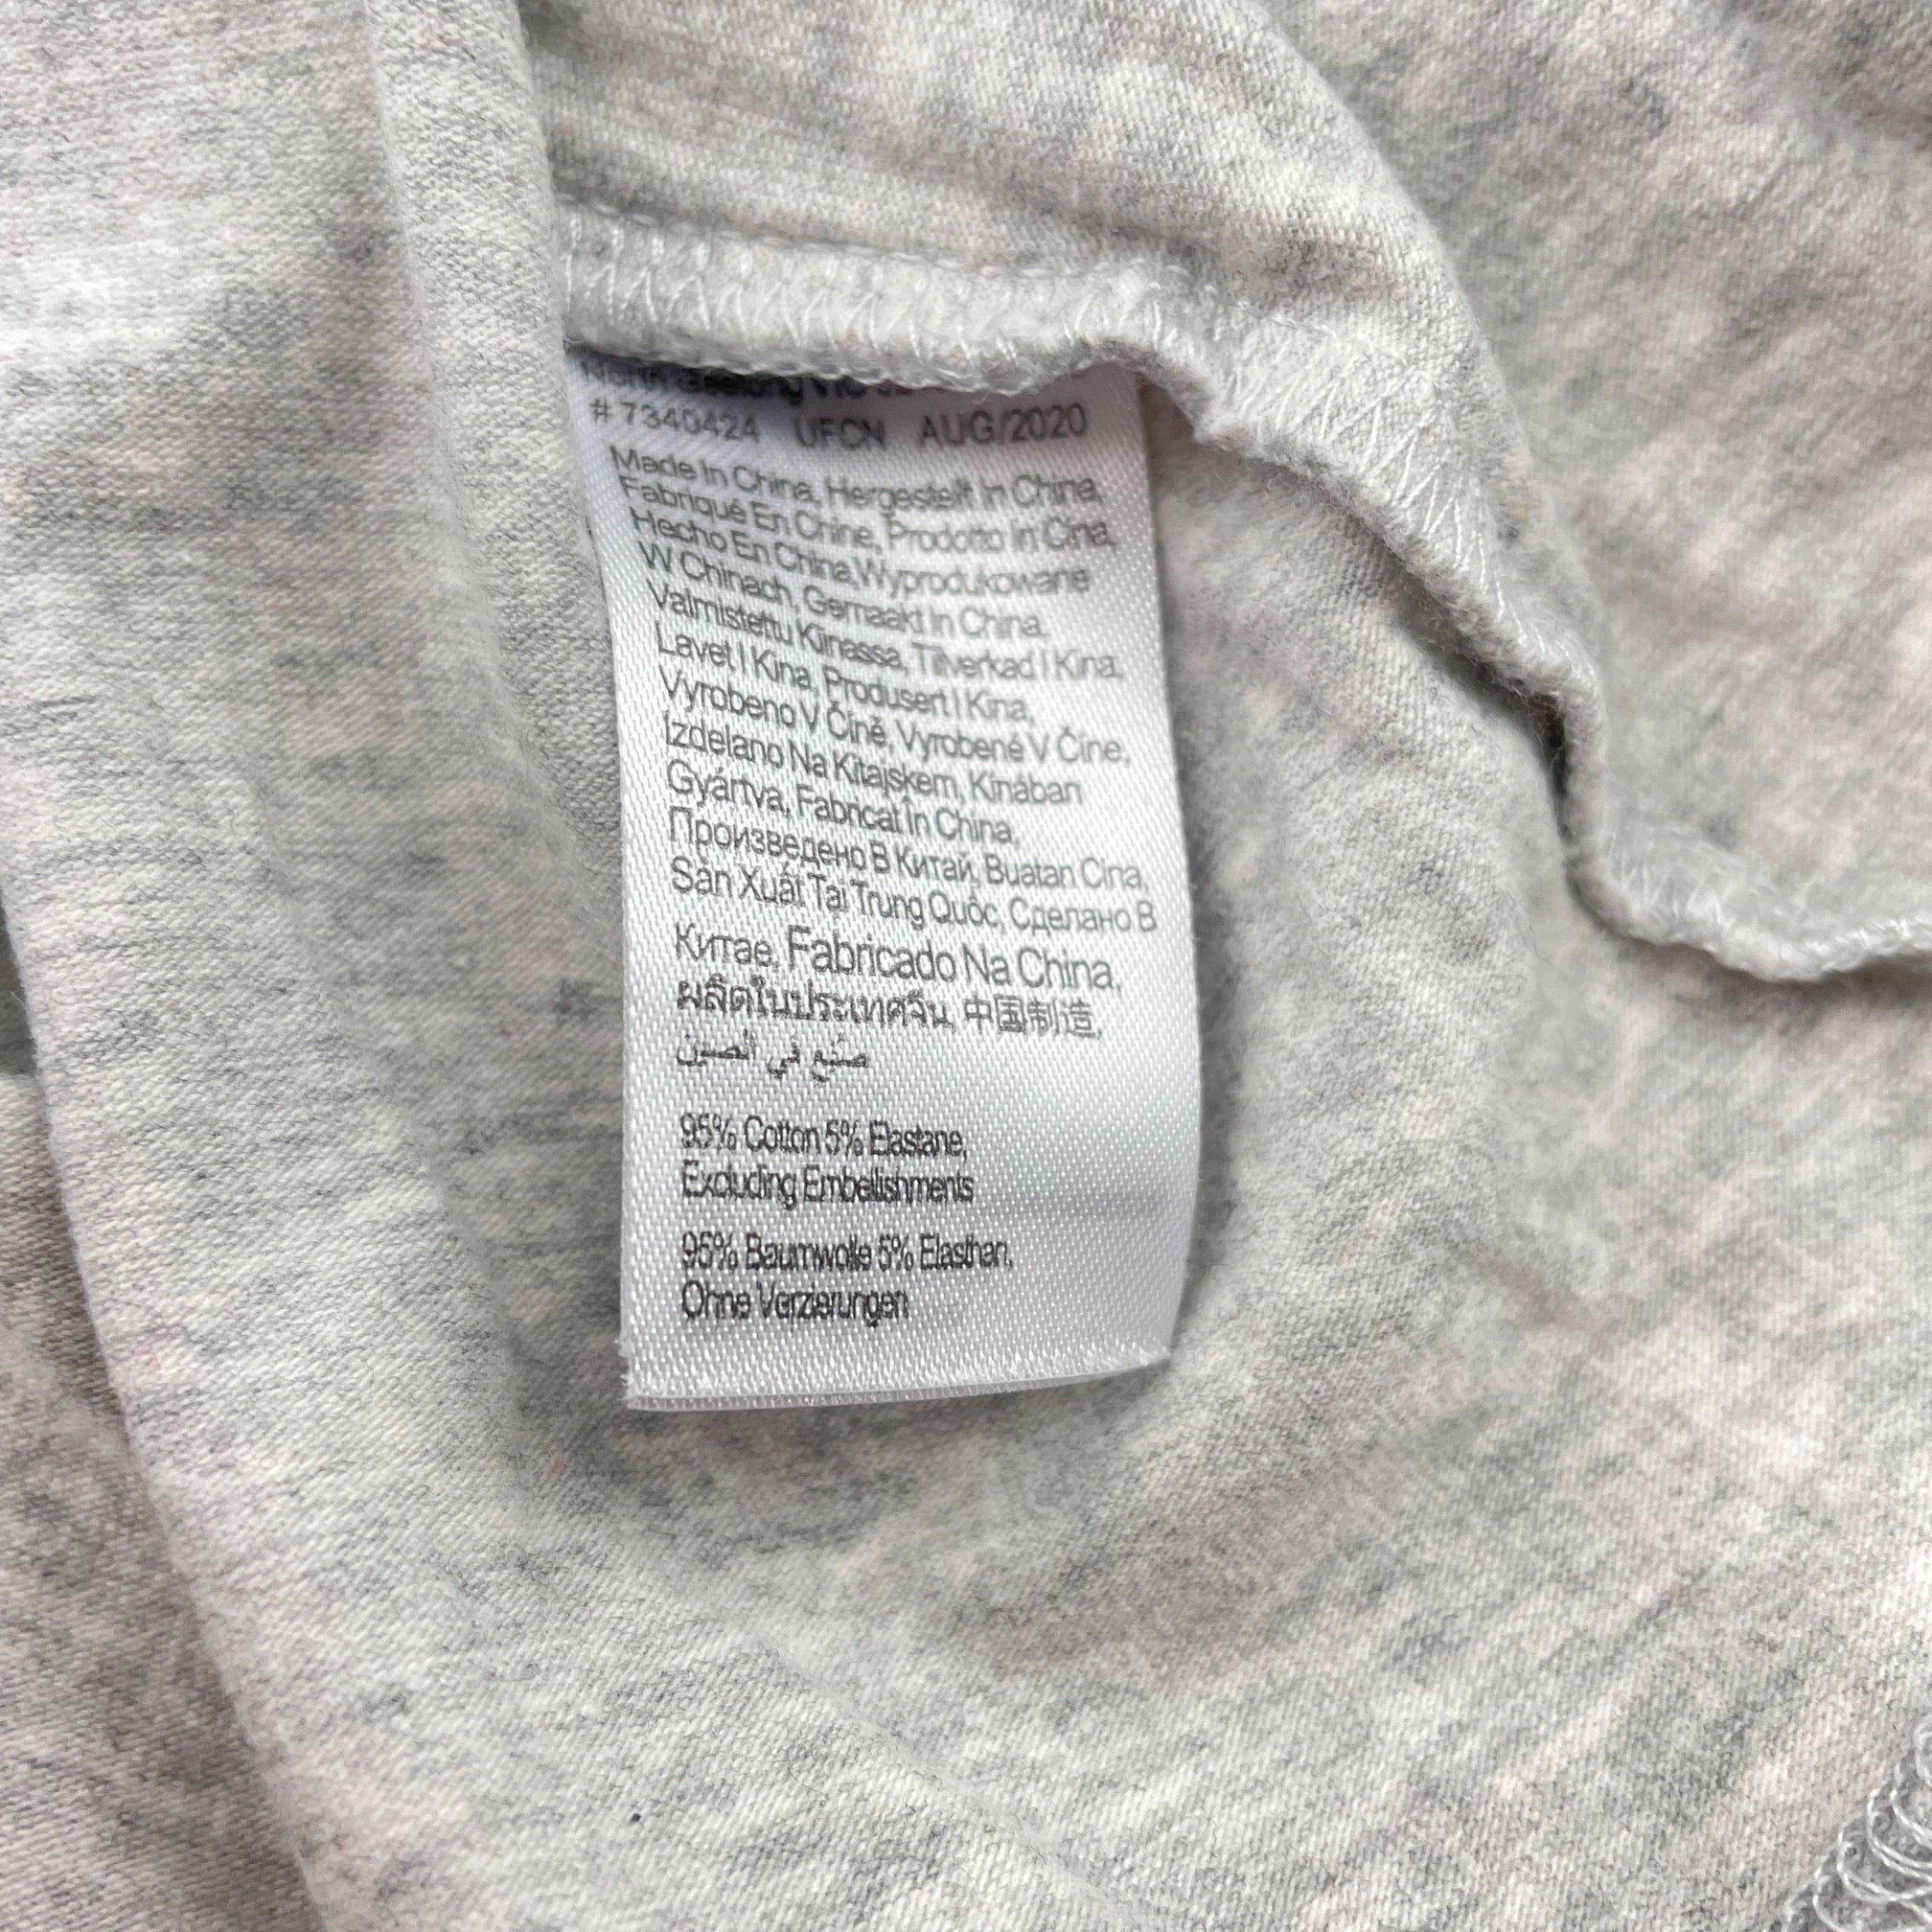 North Geelong Vic
# 7340424 UFCN AUG/2020
Made In China, Hergestellt In China,
Fabriqué En Chine, Prodotto In Cina,
Hecho En China,Wyprodukowane
W Chinach, Gemaakt In China,
Valmistettu Kiinassa, Tillverkad I Kina,
Lavet I Kina, Produsert I Kina,
Vyrobeno V Číně, Vyrobené V Číne,
Izdelano Na Kitajskem, Kínában
Gyártva, Fabricat În China,
Произведено В Китай, Buatan Cina,
Sản Xuất Tại Trung Quốc, Сделано В
Китае, Fabricado Na China,
ผลิตในประเทศจีน, 中国制造,
صنع في الصين
95% Cotton 5% Elastane,
Excluding Embellishments
95% Baumwolle 5% Elasthan,
Ohne Verzierungen